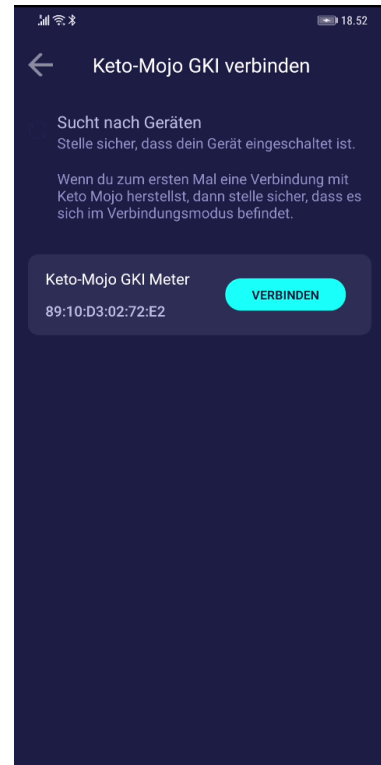 18.52
Keto-Mojo GKI verbinden
Sucht nach Geräten
Stelle sicher, dass dein Gerät eingeschaltet ist.
Wenn du zum ersten Mal eine Verbindung mit
Keto Mojo herstellst, dann stelle sicher, dass es
sich im Verbindungsmodus befindet.
Keto-Mojo GKI Meter
VERBINDEN
89:10:D3:02:72:E2